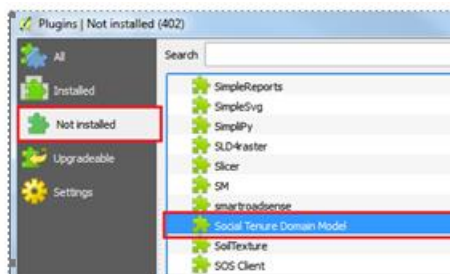 Plugins | Not installed (402)
All
Search
Installed
SimpleReports
SimpleSvg
Not installed
SimpliPy
SLD4raster
Upgradeable
Slicer
SM
Settings
smartroadsense
Social Tenure Domain Model
SoilTexture
SOS Client